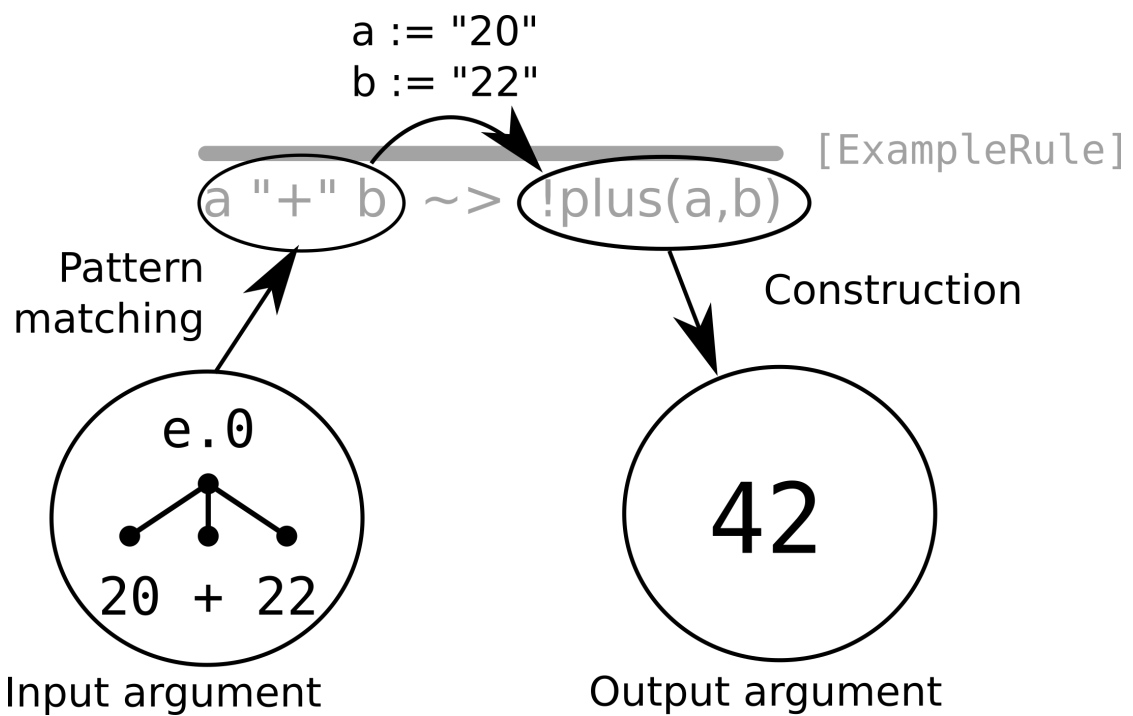 a := "20"
b := "22"
[ExampleRule]
a "+" b ~> !plus(a,b)
Pattern
matching
Construction
e.0
20 + 22
42
Input argument
Output argument